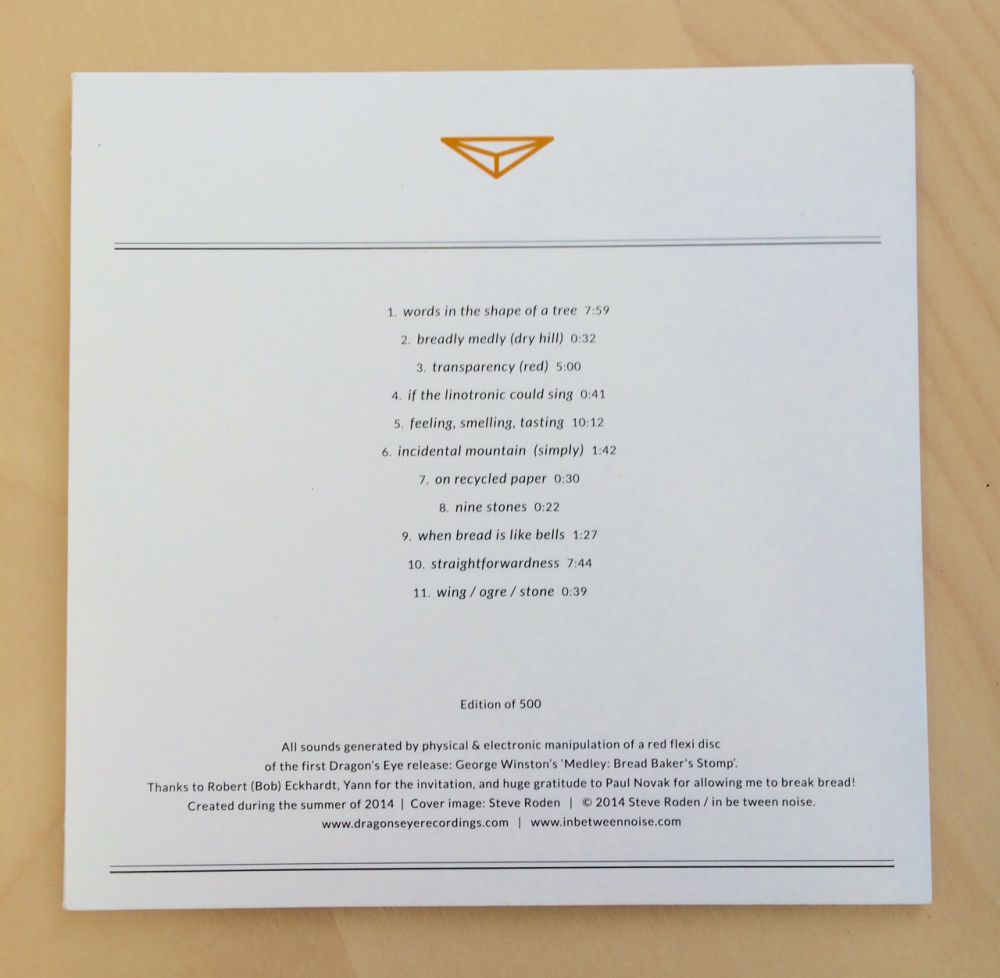 1. words in the shape of a tree 7:59
2. breadly medly (dry hill) 0:32
3. transparency (red) 5:00
4. if the linotronic could sing 0:41
5. feeling, smelling, tasting 10:12
6. incidental mountain (simply) 1:42
7. on recycled paper 0:30
8. nine stones 0:22
9. when bread is like bells 1:27
10. straightforwardness 7:44
11. wing / ogre / stone 0:39
Edition of 500
All sounds generated by physical & electronic manipulation of a red flexi disc
of the first Dragon's Eye release: George Winston's 'Medley: Bread Baker's Stomp'.
Thanks to Robert (Bob) Eckhardt, Yann for the invitation, and huge gratitude to Paul Novak for allowing me to break bread!
Created during the summer of 2014 | Cover image: Steve Roden | © 2014 Steve Roden / in be tween noise.
www.dragonseyerecordings.com | www.inbetweennoise.com